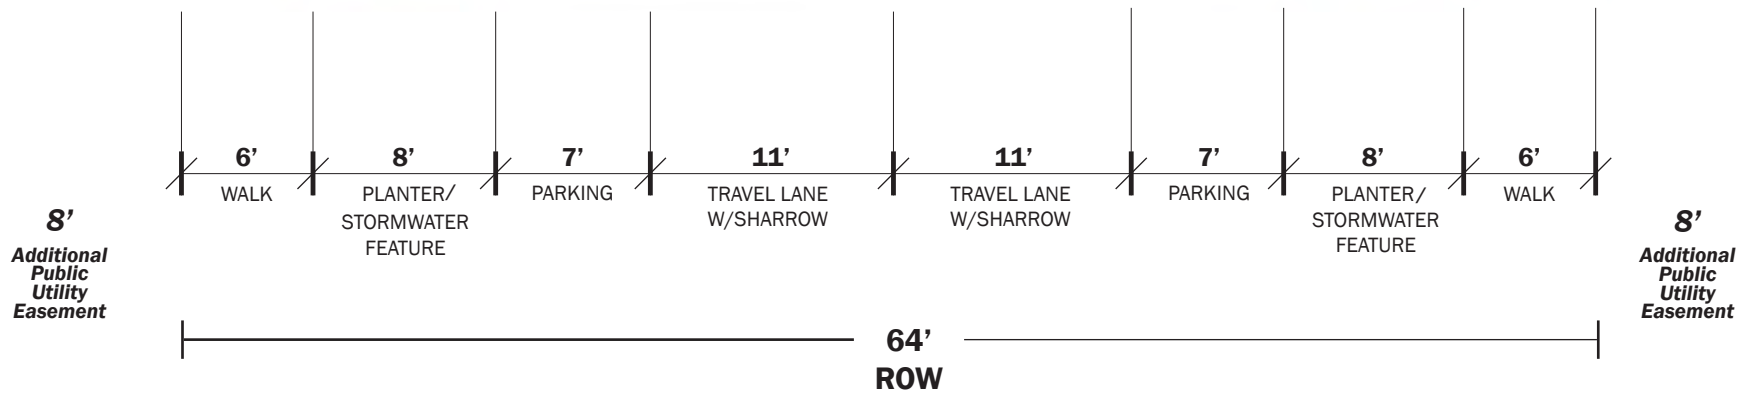 6’ 8’ 7’ 11’ 11’ 7’ 8’ 6’
WALK PLANTER/ PARKING TRAVEL LANE TRAVEL LANE PARKING PLANTER/ WALK
STORMWATER W/SHARROW W/SHARROW STORMWATER
FEATURE FEATURE
8’
Additional
Public
Utility
Easement
8’
Additional
Public
Utility
Easement
64’
ROW